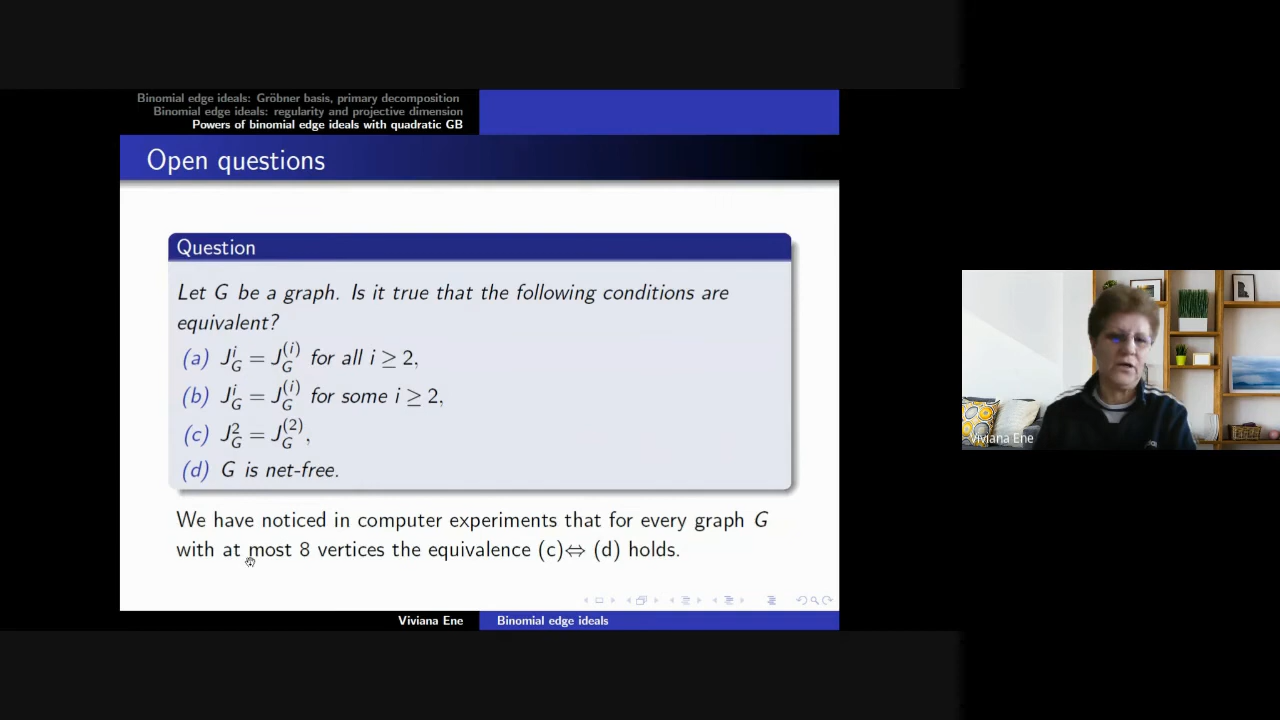 Binomial edge ideals: Gröbner basis, primary decomposition
Binomial edge ideals: regularity and projective dimension
Powers of binomial edge ideals with quadratic GB
Open questions
Question
Let G be a graph. Is it true that the following conditions are
equivalent?
(a) J_G^i = J_G^{(i)} for all i ≥ 2,
(b) J_G^i = J_G^{(i)} for some i ≥ 2,
(c) J_G^2 = J_G^{(2)},
(d) G is net-free.
We have noticed in computer experiments that for every graph G
with at most 8 vertices the equivalence (c)⇔ (d) holds.
Viviana Ene
Binomial edge ideals
Viviana Ene